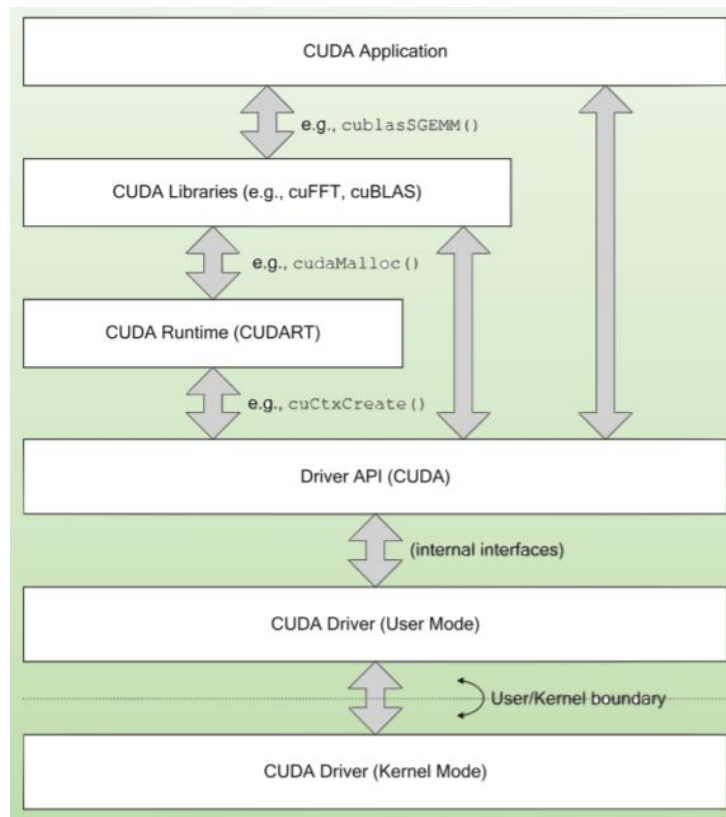 CUDA Application
e.g., cublasSGEMM()
CUDA Libraries (e.g., cuFFT, cuBLAS)
e.g., cudaMalloc()
CUDA Runtime (CUDART)
e.g., cuCtxCreate()
Driver API (CUDA)
(internal interfaces)
CUDA Driver (User Mode)
User/Kernel boundary
CUDA Driver (Kernel Mode)